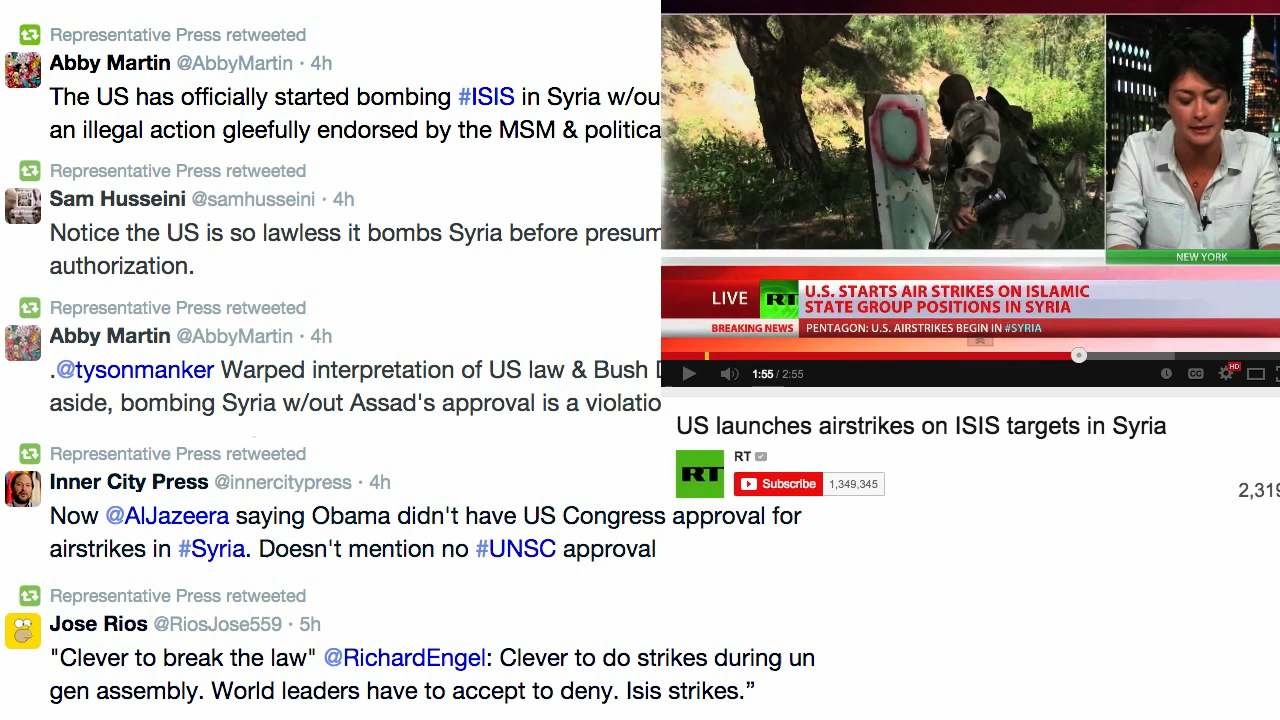 Representative Press retweeted
Abby Martin @AbbyMartin · 4h
The US has officially started bombing #ISIS in Syria w/ou
an illegal action gleefully endorsed by the MSM & politica
Representative Press retweeted
Sam Husseini @samhusseini · 4h
Notice the US is so lawless it bombs Syria before presum
authorization.
Representative Press retweeted
Abby Martin @AbbyMartin · 4h
.@tysonmanker Warped interpretation of US law & Bush D
aside, bombing Syria w/out Assad's approval is a violatio
Representative Press retweeted
Inner City Press @innercitypress · 4h
Now @AlJazeera saying Obama didn't have US Congress approval for
airstrikes in #Syria. Doesn't mention no #UNSC approval
Representative Press retweeted
Jose Rios @RiosJose559 · 5h
"Clever to break the law" @RichardEngel: Clever to do strikes during un
gen assembly. World leaders have to accept to deny. Isis strikes.”
NEW YORK
LIVE RT U.S. STARTS AIR STRIKES ON ISLAMIC
STATE GROUP POSITIONS IN SYRIA
BREAKING NEWS PENTAGON: U.S. AIRSTRIKES BEGIN IN #SYRIA
1:55 / 2:55 CC HD
US launches airstrikes on ISIS targets in Syria
RT RT
Subscribe 1,349,345
2,319